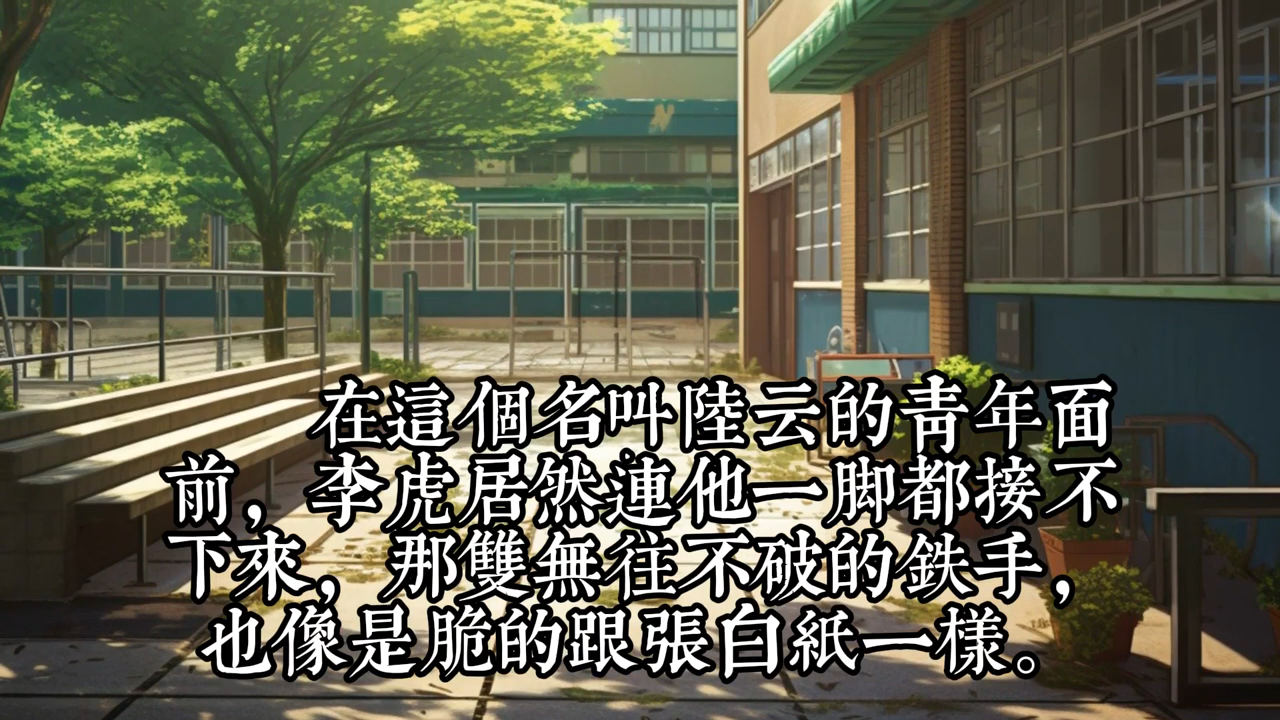 在這個名叫陸云的青年面
前，李虎居然連他一脚都接不
下來，那雙無往不破的鉄手，
也像是脆的跟張白紙一樣。